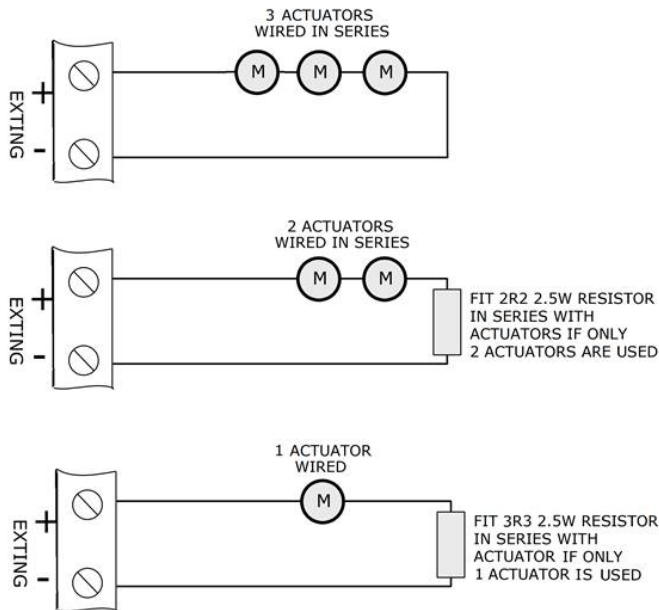 3 ACTUATORS
WIRED IN SERIES
M M M
+
EXTING
-
2 ACTUATORS
WIRED IN SERIES
M M
+
EXTING
-
FIT 2R2 2.5W RESISTOR
IN SERIES WITH
ACTUATORS IF ONLY
2 ACTUATORS ARE USED
1 ACTUATOR
WIRED
M
+
EXTING
-
FIT 3R3 2.5W RESISTOR
IN SERIES WITH
ACTUATOR IF ONLY
1 ACTUATOR IS USED